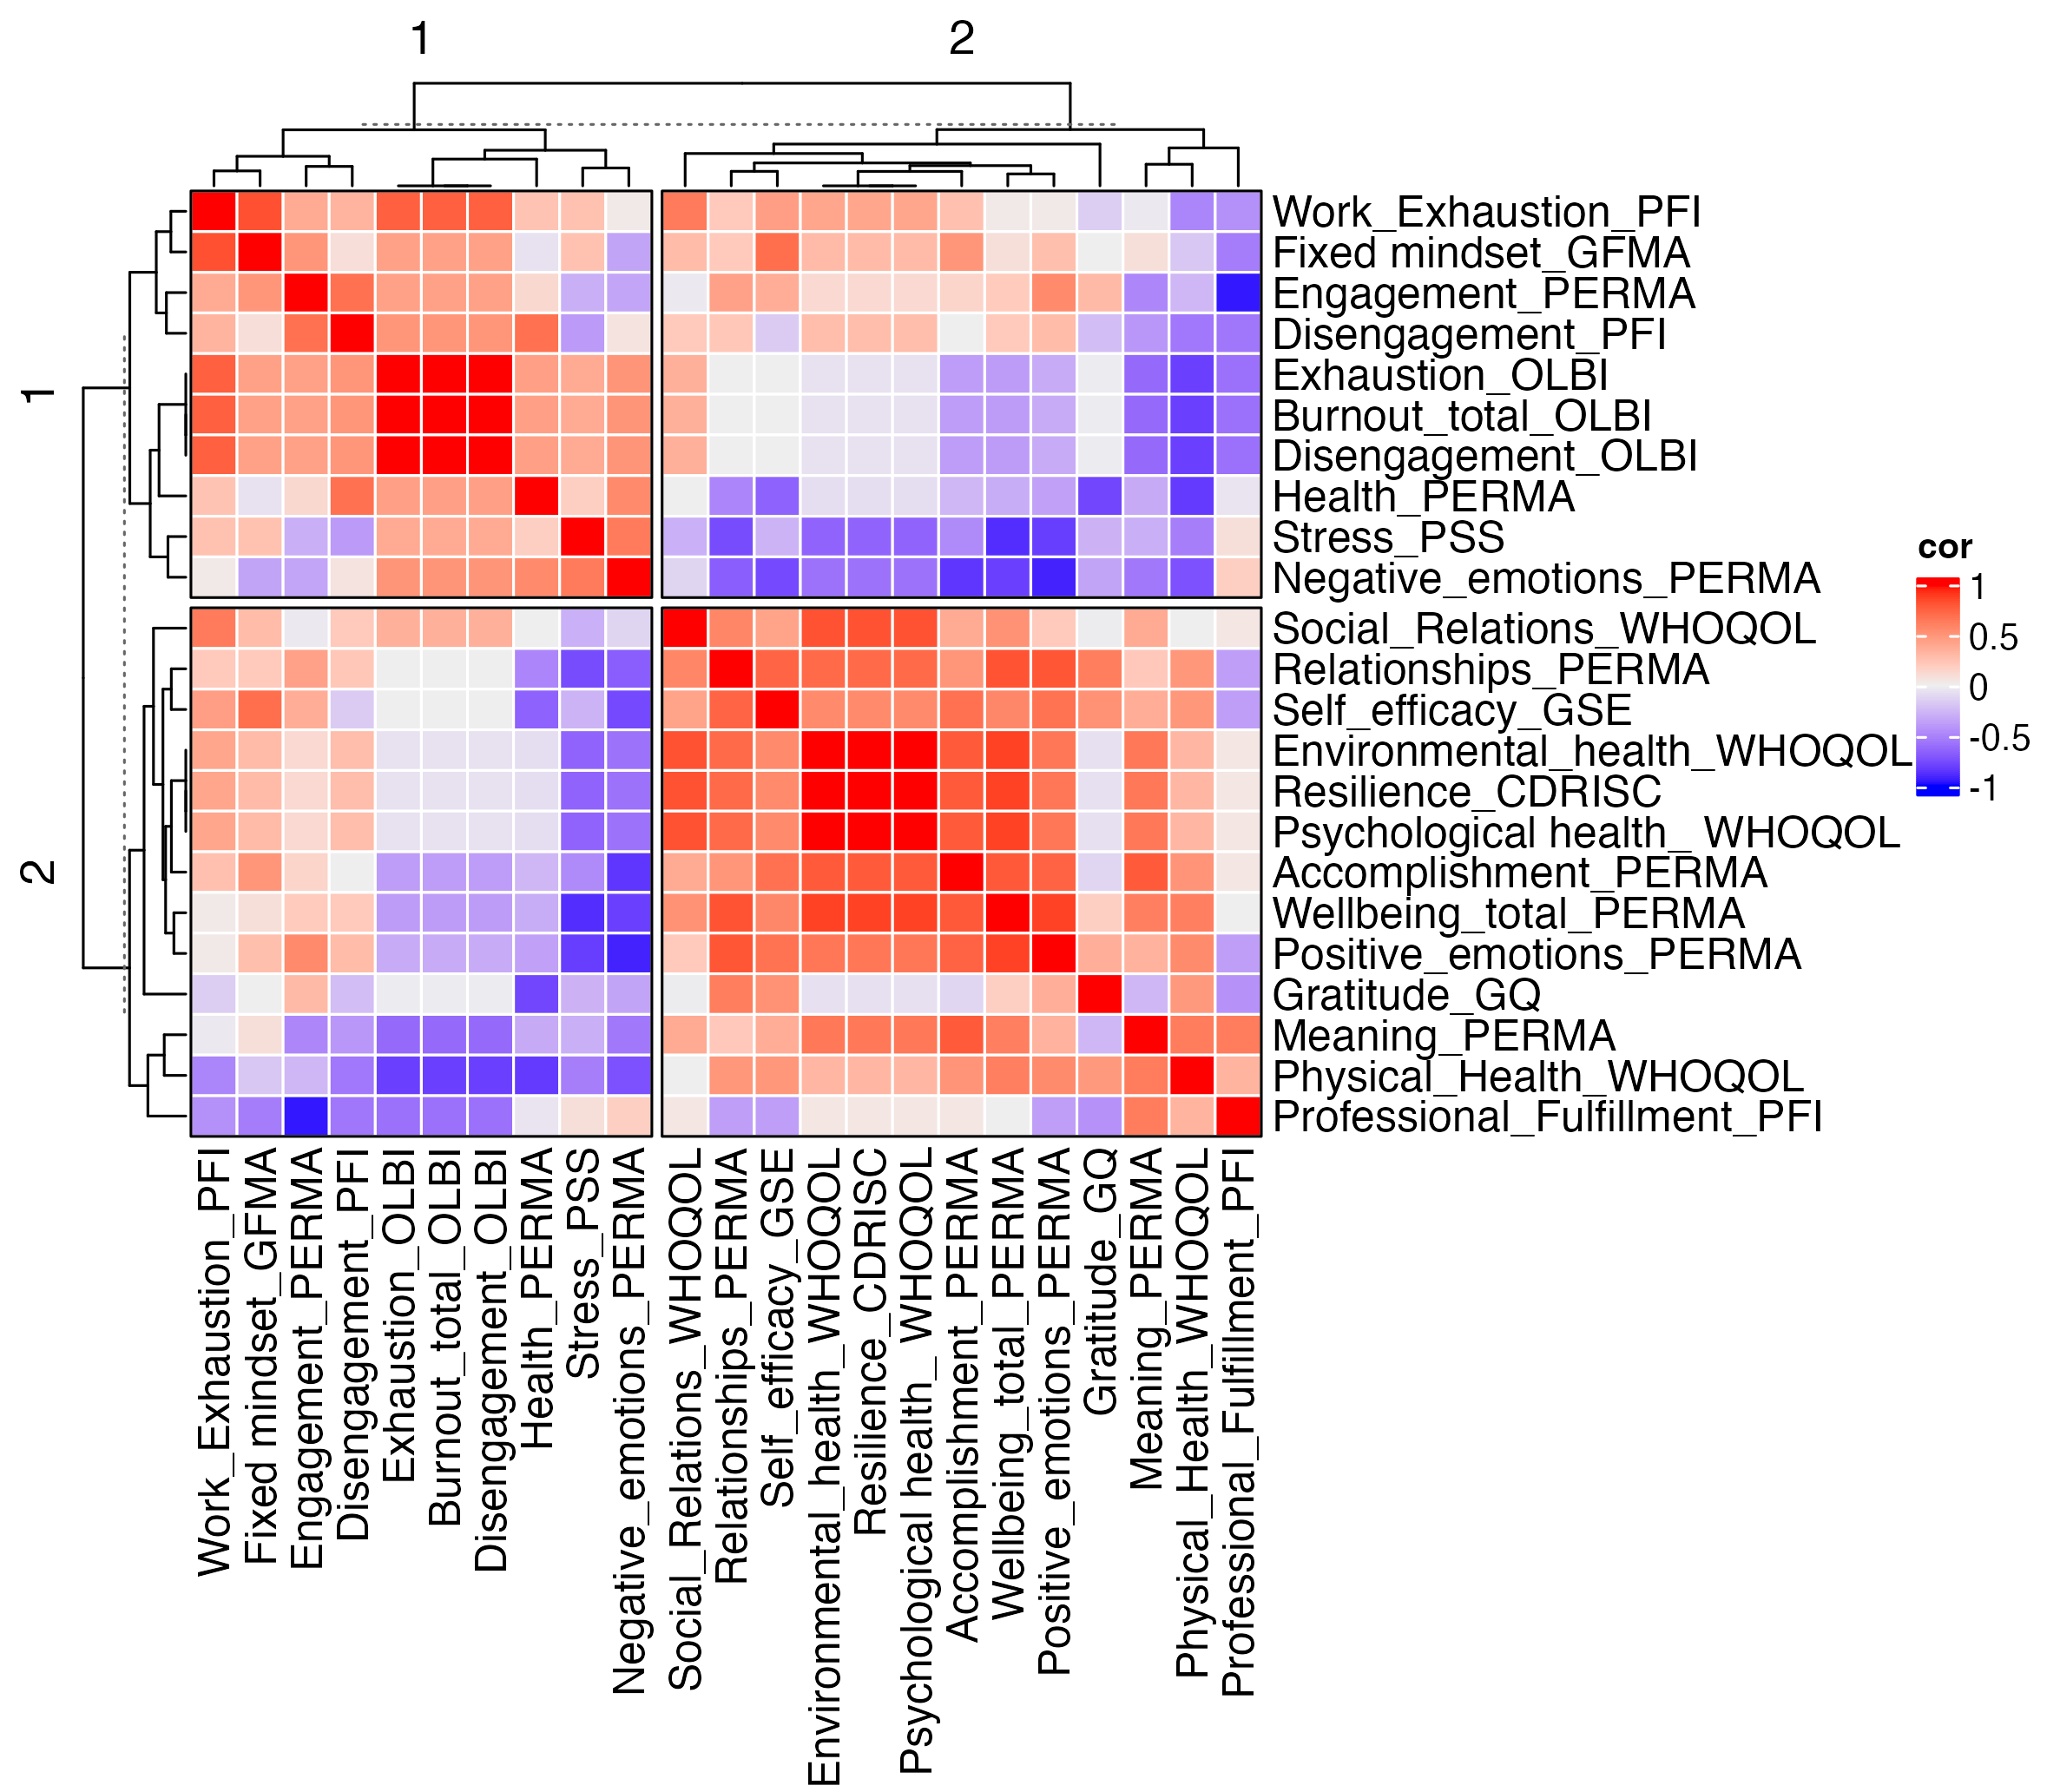 1
2
1
2
Work_Exhaustion_PFI
Fixed mindset_GFMA
Engagement_PERMA
Disengagement_PFI
Exhaustion_OLBI
Burnout_total_OLBI
Disengagement_OLBI
Health_PERMA
Stress_PSS
Negative_emotions_PERMA
Social_Relations_WHOQOL
Relationships_PERMA
Self_efficacy_GSE
Environmental_health_WHOQOL
Resilience_CDRISC
Psychological health_ WHOQOL
Accomplishment_PERMA
Wellbeing_total_PERMA
Positive_emotions_PERMA
Gratitude_GQ
Meaning_PERMA
Physical_Health_WHOQOL
Professional_Fulfillment_PFI
cor
1
0.5
0
-0.5
-1
Work_Exhaustion_PFI
Fixed mindset_GFMA
Engagement_PERMA
Disengagement_PFI
Exhaustion_OLBI
Burnout_total_OLBI
Disengagement_OLBI
Health_PERMA
Stress_PSS
Negative_emotions_PERMA
Social_Relations_WHOQOL
Relationships_PERMA
Self_efficacy_GSE
Environmental_health_WHOQOL
Resilience_CDRISC
Psychological health_ WHOQOL
Accomplishment_PERMA
Wellbeing_total_PERMA
Positive_emotions_PERMA
Gratitude_GQ
Meaning_PERMA
Physical_Health_WHOQOL
Professional_Fulfillment_PFI